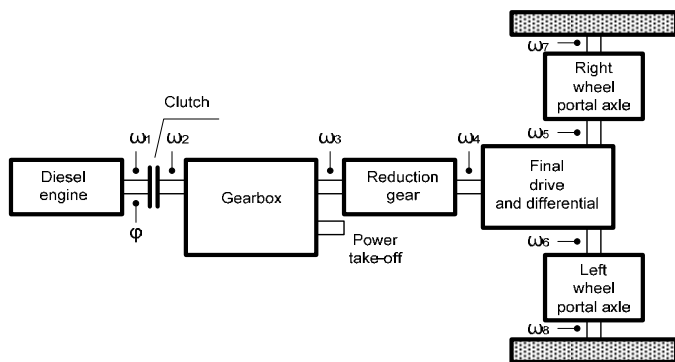 ω7
Right
wheel
portal axle
Clutch
ω1
ω2
ω3
ω4
ω5
Diesel
engine
Gearbox
Reduction
gear
Final
drive
and differential
φ
Power
take-off
ω6
Left
wheel
portal axle
ω8